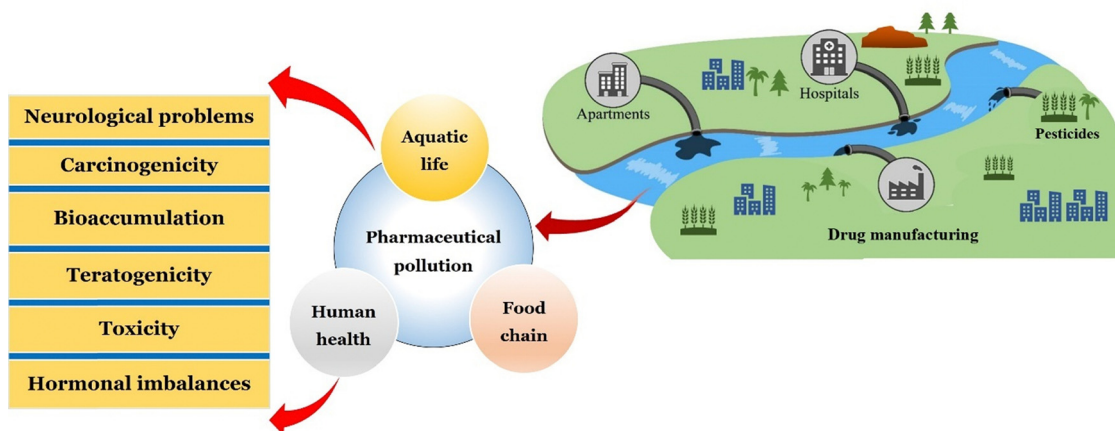 Neurological problems
Carcinogenicity
Bioaccumulation
Teratogenicity
Toxicity
Hormonal imbalances
Aquatic
life
Pharmaceutical
pollution
Human
health
Food
chain
Apartments
Hospitals
Pesticides
Drug manufacturing